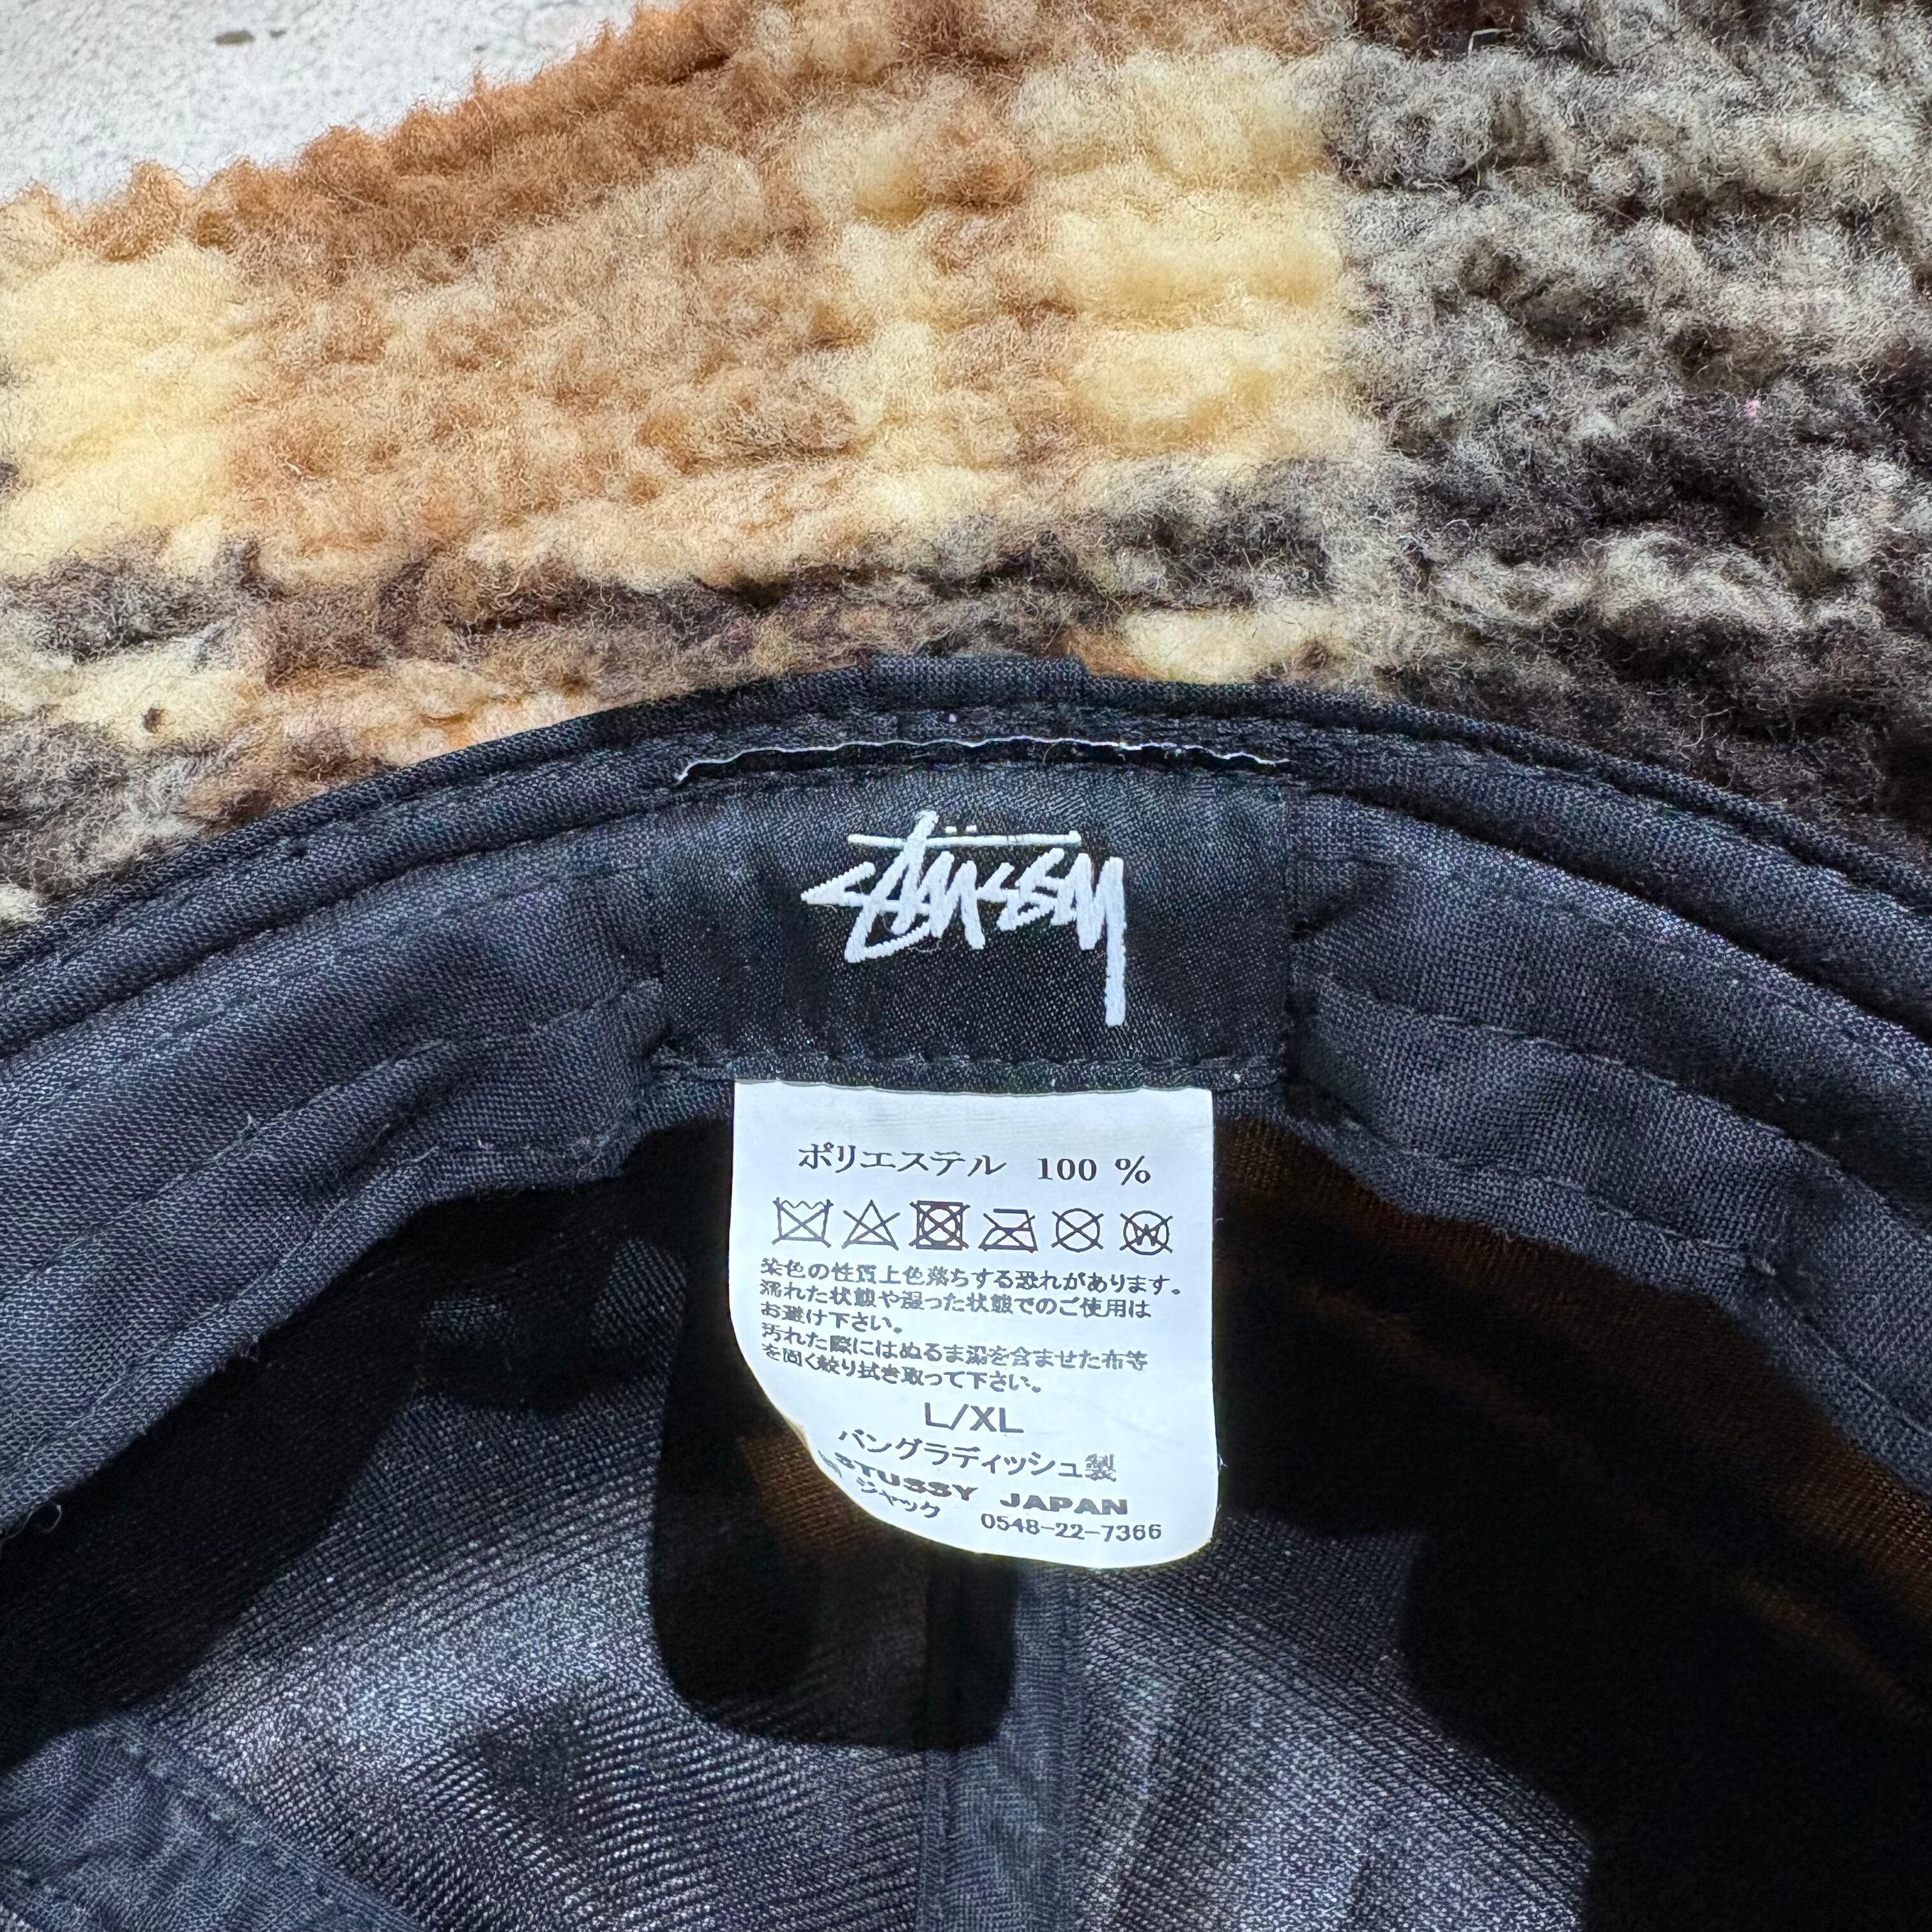 Stüssy
ポリエステル 100 %
W
染色の性質上色落ちする恐れがあります。
濡れた状態や湿った状態でのご使用は
お避け下さい。
汚れた際にはぬるま湯を含ませた布等
を固く絞り拭き取って下さい。
L/XL
バングラディッシュ製
STUSSY JAPAN
ジャック 0548-22-7366